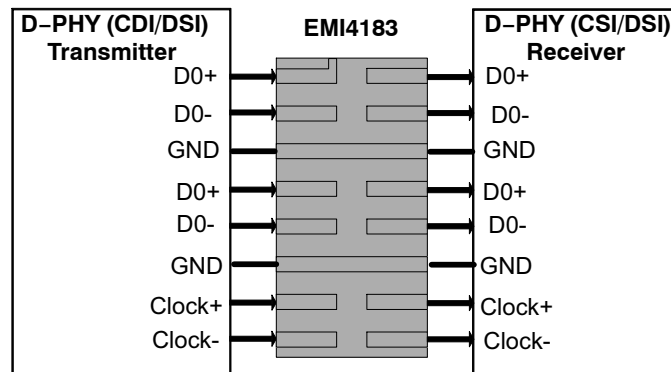 D−PHY (CDI/DSI)
Transmitter
EMI4183
D−PHY (CSI/DSI)
Receiver
D0+
D0+
D0-
D0-
GND
GND
D0+
D0+
D0-
D0-
GND
GND
Clock+
Clock+
Clock-
Clock-